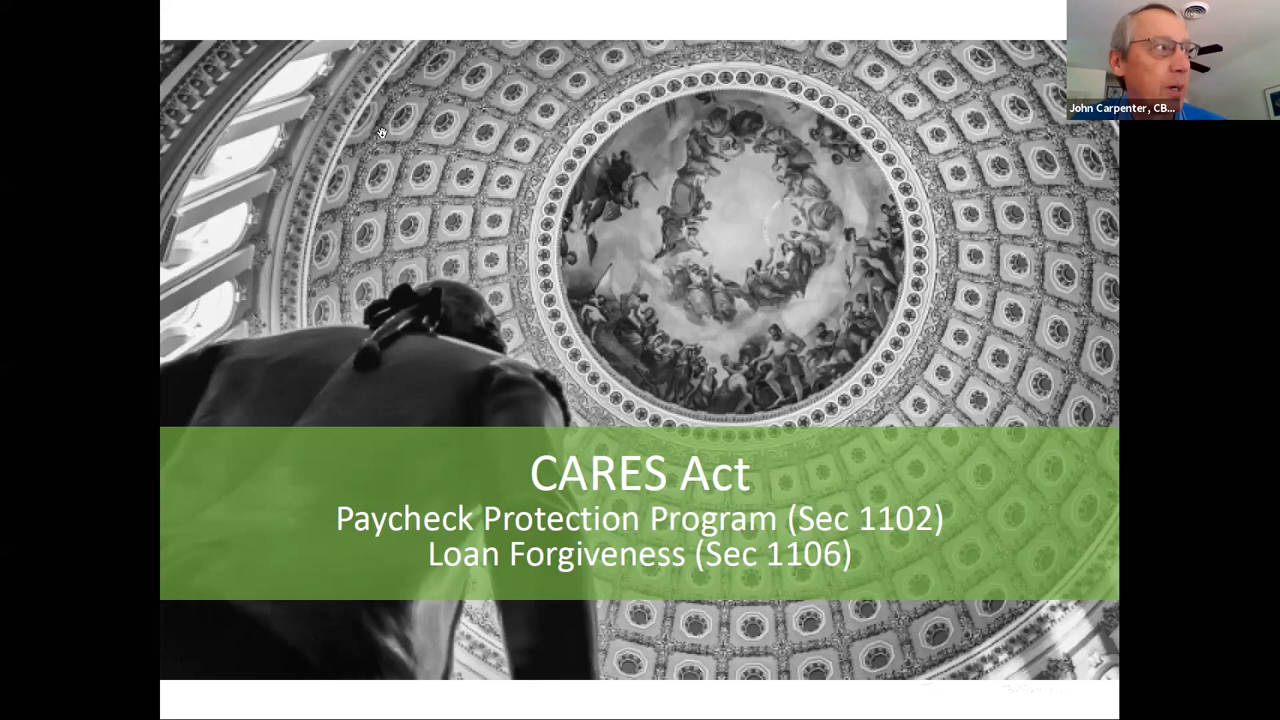 John Carpenter, CB...
CARES Act
Paycheck Protection Program (Sec 1102)
Loan Forgiveness (Sec 1106)